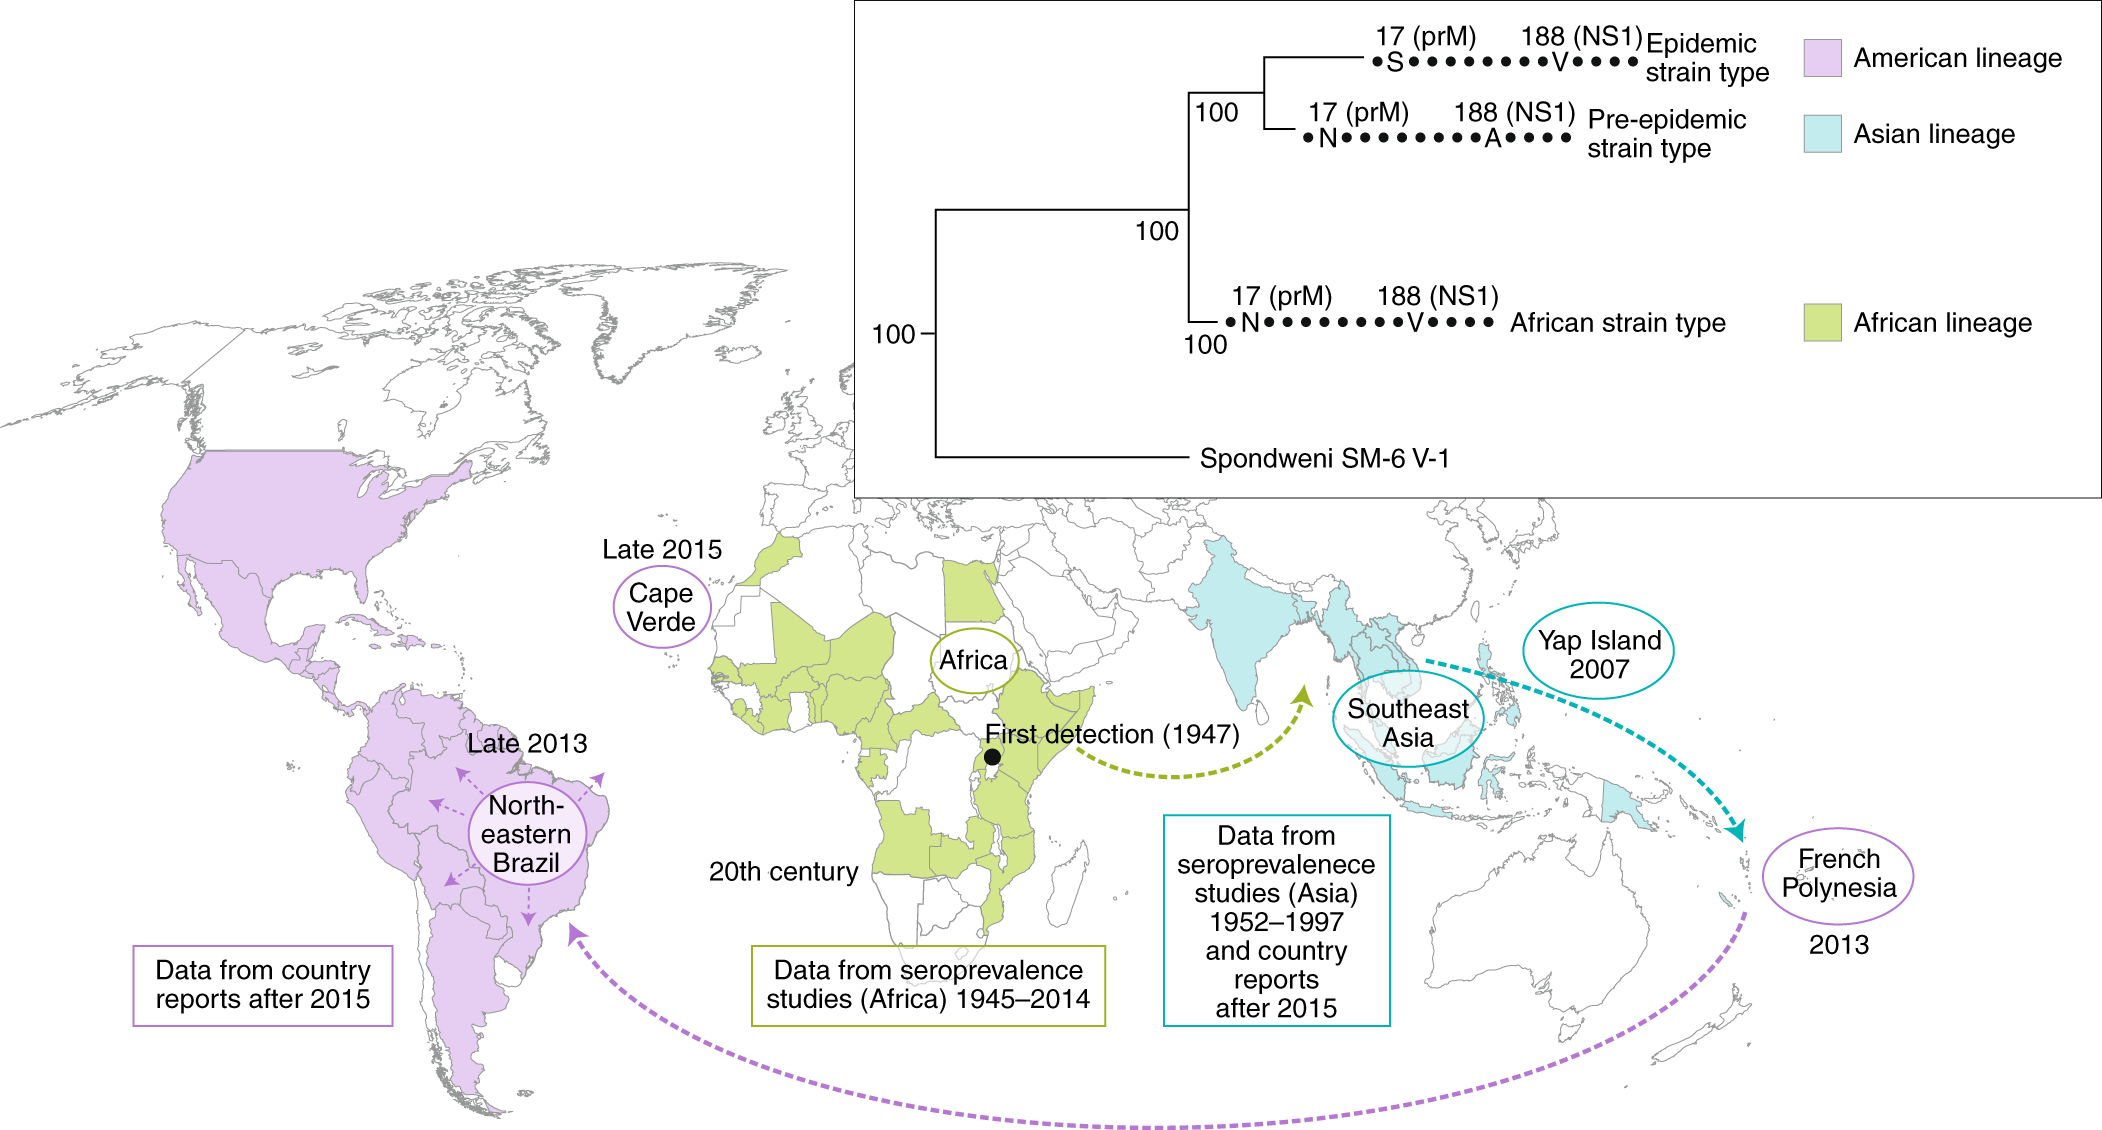 17 (prM) 188 (NS1)
S V
Epidemic
strain type
American lineage
100
17 (prM) 188 (NS1)
N A
Pre-epidemic
strain type
Asian lineage
100
17 (prM) 188 (NS1)
N V
African strain type
African lineage
100
100
Spondweni SM-6 V-1
Late 2015
Cape
Verde
Africa
First detection (1947)
Yap Island
2007
Southeast
Asia
Late 2013
North-
eastern
Brazil
20th century
French
Polynesia
2013
Data from country
reports after 2015
Data from seroprevalence
studies (Africa) 1945–2014
Data from
seroprevalenece
studies (Asia)
1952–1997
and country
reports
after 2015